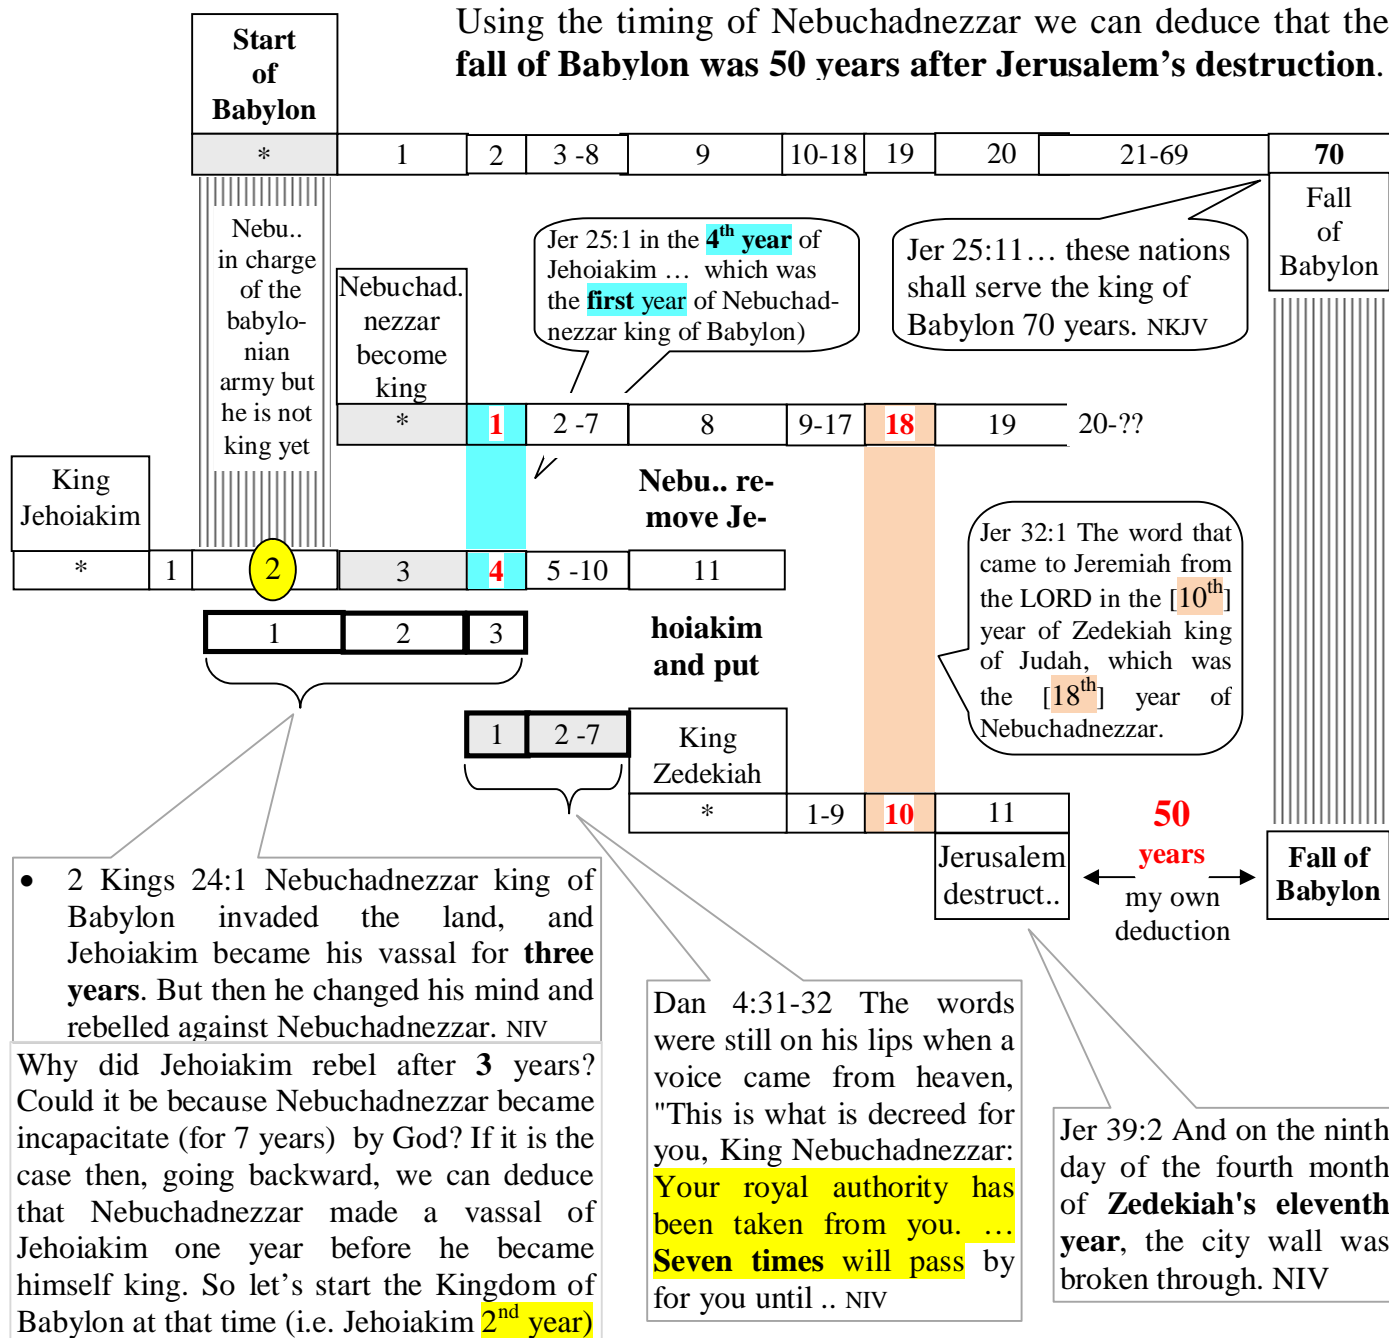 Using the timing of Nebuchadnezzar we can deduce that the
fall of Babylon was 50 years after Jerusalem's destruction.
Start
of
Babylon
* 1 2 3 -8 9 10-18 19 20 21-69 70
Fall
of
Babylon
Nebu..
in charge
of the
babylo-
nian
army but
he is not
king yet
Nebuchad.
nezzar
become
king
Jer 25:1 in the 4th year of
Jehoiakim … which was
the first year of Nebuchad-
nezzar king of Babylon)
Jer 25:11… these nations
shall serve the king of
Babylon 70 years. NKJV
* 1 2 -7 8 9-17 18 19 20-??
King
Jehoiakim
Nebu.. re-
move Je-
* 1 2 3 4 5 -10 11
1 2 3
hoiakim
and put
Jer 32:1 The word that
came to Jeremiah from
the LORD in the [10th]
year of Zedekiah king
of Judah, which was
the [18th] year of
Nebuchadnezzar.
1 2 -7
King
Zedekiah
* 1-9 10 11
Jerusalem
destruct..
50
years
my own
deduction
Fall of
Babylon
• 2 Kings 24:1 Nebuchadnezzar king of
Babylon invaded the land, and
Jehoiakim became his vassal for three
years. But then he changed his mind and
rebelled against Nebuchadnezzar. NIV
Why did Jehoiakim rebel after 3 years?
Could it be because Nebuchadnezzar became
incapacitate (for 7 years) by God? If it is the
case then, going backward, we can deduce
that Nebuchadnezzar made a vassal of
Jehoiakim one year before he became
himself king. So let's start the Kingdom of
Babylon at that time (i.e. Jehoiakim 2nd year)
Dan 4:31-32 The words
were still on his lips when a
voice came from heaven,
"This is what is decreed for
you, King Nebuchadnezzar:
Your royal authority has
been taken from you. …
Seven times will pass by
for you until .. NIV
Jer 39:2 And on the ninth
day of the fourth month
of Zedekiah's eleventh
year, the city wall was
broken through. NIV